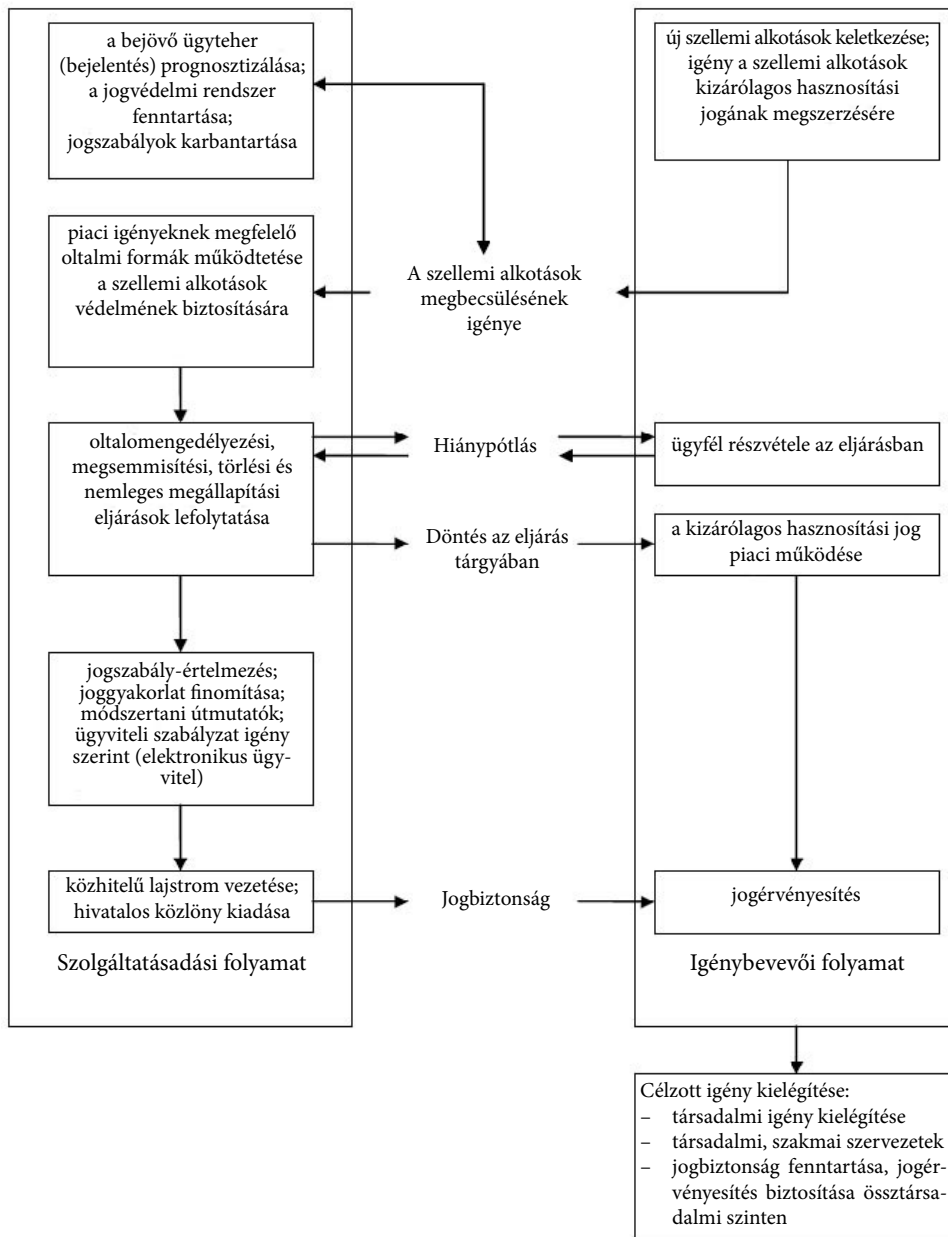 a bejövő ügyteher
(bejelentés) prognosztizálása;
a jogvédelmi rendszer
fenntartása;
jogszabályok karbantartása
új szellemi alkotások keletkezése;
igény a szellemi alkotások
kizárólagos hasznosítási
jogának megszerzésére
piaci igényeknek megfelelő
oltalmi formák működtetése
a szellemi alkotások
védelmének biztosítására
A szellemi alkotások
megbecsülésének
igénye
oltalomengedélyezési,
megsemmisítési, törlési és
nemleges megállapítási
eljárások lefolytatása
Hiánypótlás
ügyfél részvétele az eljárásban
Döntés az eljárás
tárgyában
a kizárólagos hasznosítási jog
piaci működése
jogszabály-értelmezés;
joggyakorlat finomítása;
módszertani útmutatók;
ügyviteli szabályzat igény
szerint (elektronikus ügy-
vitel)
közhitelű lajstrom vezetése;
hivatalos közlöny kiadása
Jogbiztonság
jogérvényesítés
Szolgáltatásadási folyamat
Igénybevevői folyamat
Célzott igény kielégítése:
– társadalmi igény kielégítése
– társadalmi, szakmai szervezetek
– jogbiztonság fenntartása, jogér-
vényesítés biztosítása össztársa-
dalmi szinten